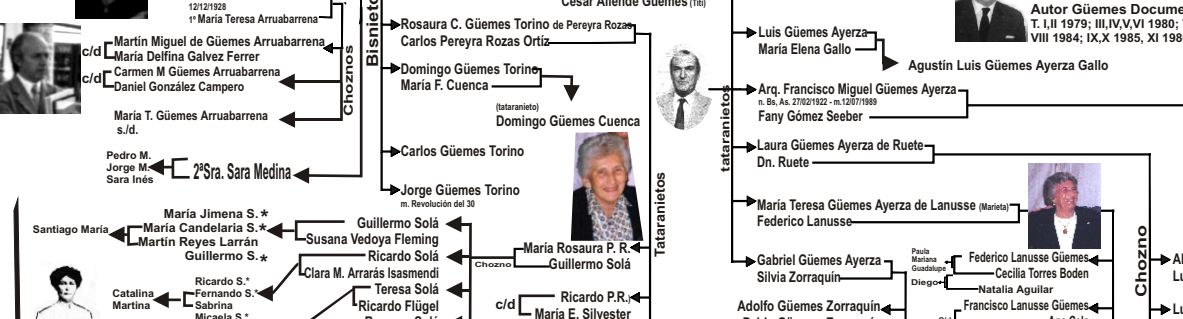 12/12/1928
1º María Teresa Arruabarrena
c/d
Martín Miguel de Güemes Arruabarrena
María Delfina Galvez Ferrer
c/d
Carmen M Güemes Arruabarrena
Daniel González Campero
María T. Güemes Arruabarrena
s./d.
Choznos
Pedro M.
Jorge M.
Sara Inés
2ªSra. Sara Medina
Bisnieto
Rosaura C. Güemes Torino de Pereyra Rozas
Carlos Pereyra Rozas Ortíz
Domingo Güemes Torino
María F. Cuenca
(tataranieto)
Domingo Güemes Cuenca
Carlos Güemes Torino
Jorge Güemes Torino
m. Revolución del 30
Santiago María
María Jimena S.*
María Candelaria S.*
Martín Reyes Larrán
Guillermo S.*
Guillermo Solá
Susana Vedoya Fleming
Ricardo Solá
Clara M. Arrarás Isasmendi
Teresa Solá
Ricardo Flügel
Catalina
Martina
Ricardo S.*
Fernando S.*
Sabrina
Micaela S.*
Chozno
María Rosaura P. R.
Guillermo Solá
c/d
Ricardo P.R.
María E. Silvester
Tataranietos
César Allende Güemes (Titi)
tataranietos
Luis Güemes Ayerza
María Elena Gallo
Agustín Luis Güemes Ayerza Gallo
Arq. Francisco Miguel Güemes Ayerza
n. Bs, As. 27/02/1922 - m.12/07/1989
Fany Gómez Seeber
Laura Güemes Ayerza de Ruete
Dn. Ruete
María Teresa Güemes Ayerza de Lanusse (Marieta)
Federico Lanusse
Gabriel Güemes Ayerza
Silvia Zorraquín
Adolfo Güemes Zorraquín
Paula
Mariana
Guadalupe
Diego
Federico Lanusse Güemes
Cecilia Torres Boden
Natalia Aguilar
Francisco Lanusse Güemes
Chozno
Autor Güemes Docume
T. I,II 1979; III,IV,V,VI 1980;
VIII 1984; IX,X 1985, XI 198